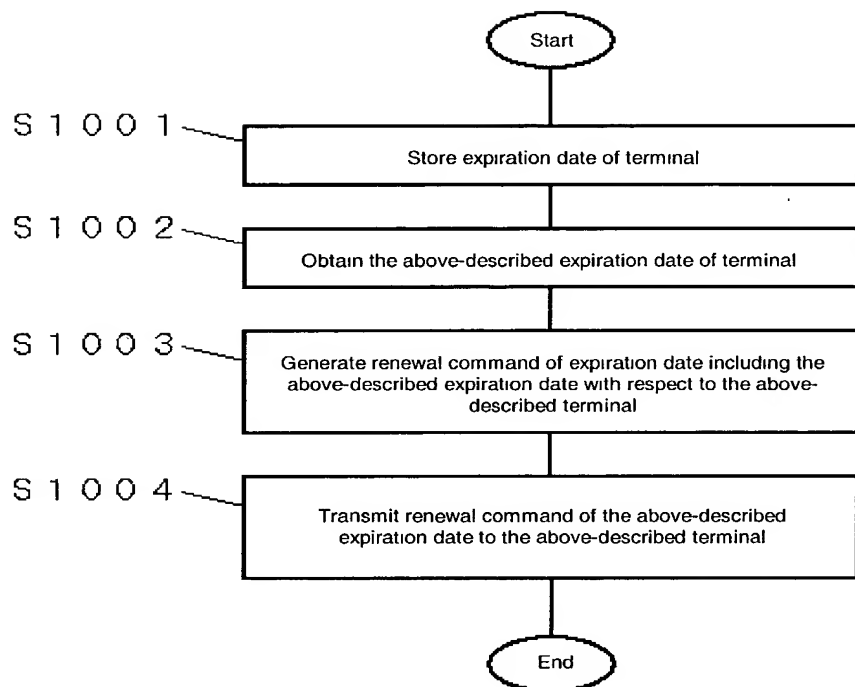 Start
S1001
Store expiration date of terminal
S1002
Obtain the above-described expiration date of terminal
S1003
Generate renewal command of expiration date including the
above-described expiration date with respect to the above-
described terminal
S1004
Transmit renewal command of the above-described
expiration date to the above-described terminal
End